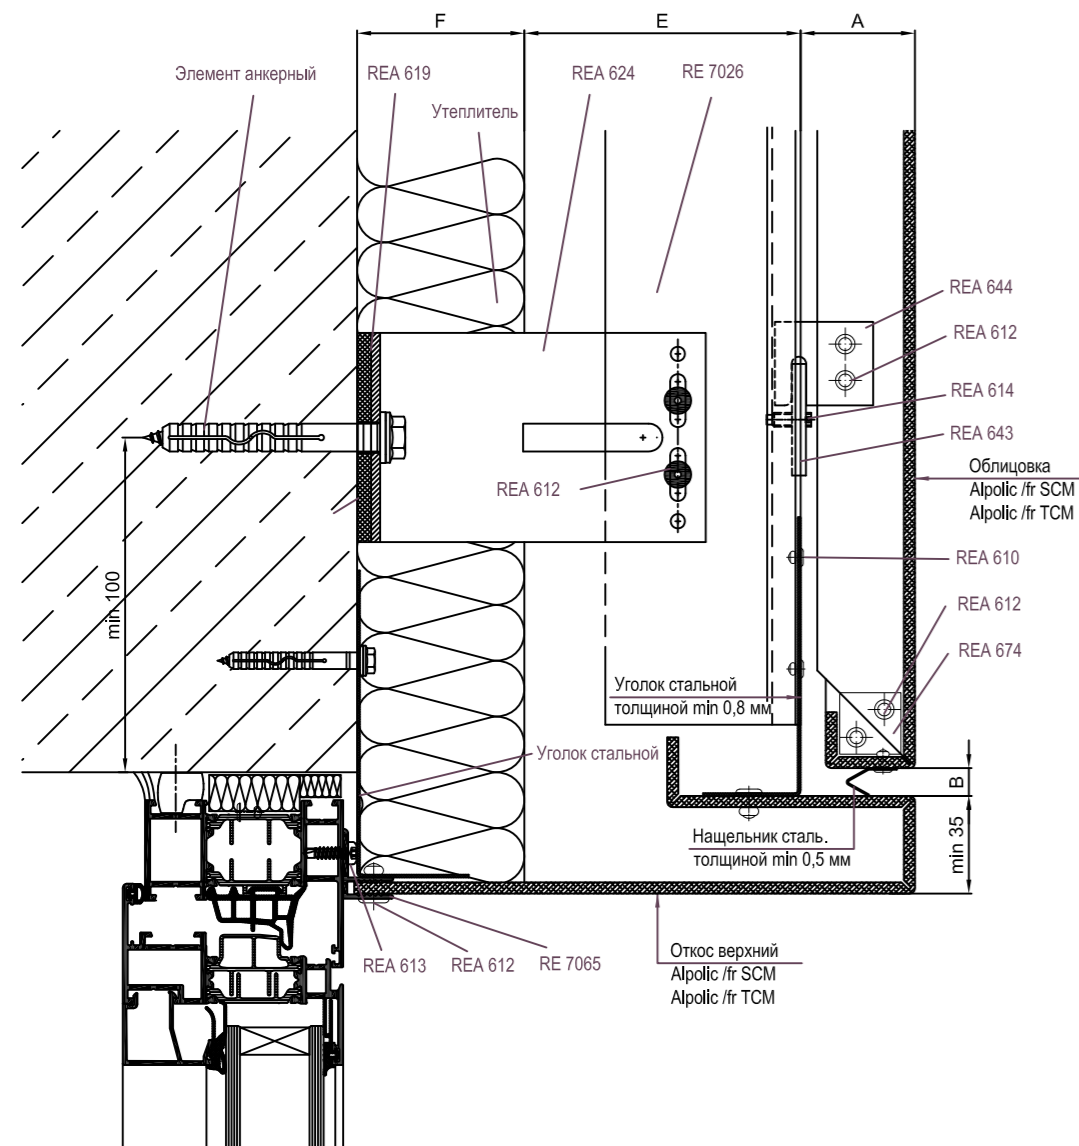 F
E
A
Элемент анкерный
REA 619
REA 624
RE 7026
Утеплитель
REA 644
REA 612
REA 614
REA 643
Облицовка
Alpolic /fr SCM
Alpolic /fr TCM
REA 612
REA 610
min 100
REA 612
REA 674
Уголок стальной
толщиной min 0,8 мм
Уголок стальной
B
Нащельник сталь.
толщиной min 0,5 мм
min 35
REA 613
REA 612
RE 7065
Откос верхний
Alpolic /fr SCM
Alpolic /fr TCM